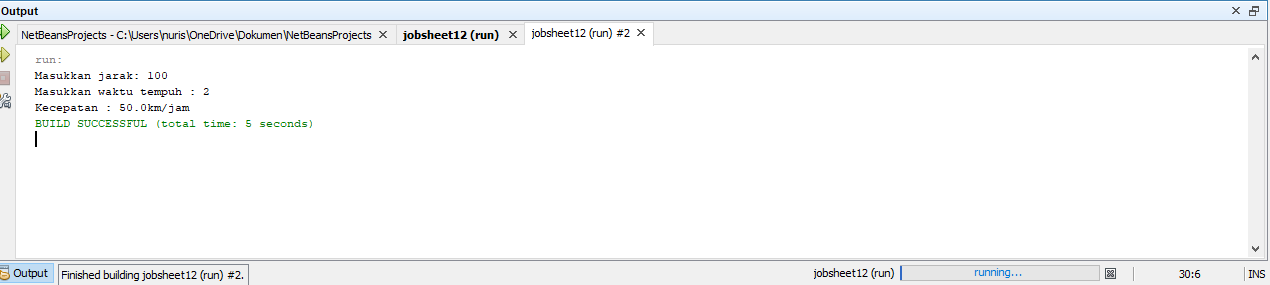 Output
NetBeansProjects - C:\Users\nuris\OneDrive\Dokumen\NetBeansProjects
jobsheet12 (run)
jobsheet12 (run) #2
run:
Masukkan jarak: 100
Masukkan waktu tempuh : 2
Kecepatan : 50.0km/jam
BUILD SUCCESSFUL (total time: 5 seconds)
Output
Finished building jobsheet12 (run) #2.
jobsheet12 (run)
running...
30:6
INS